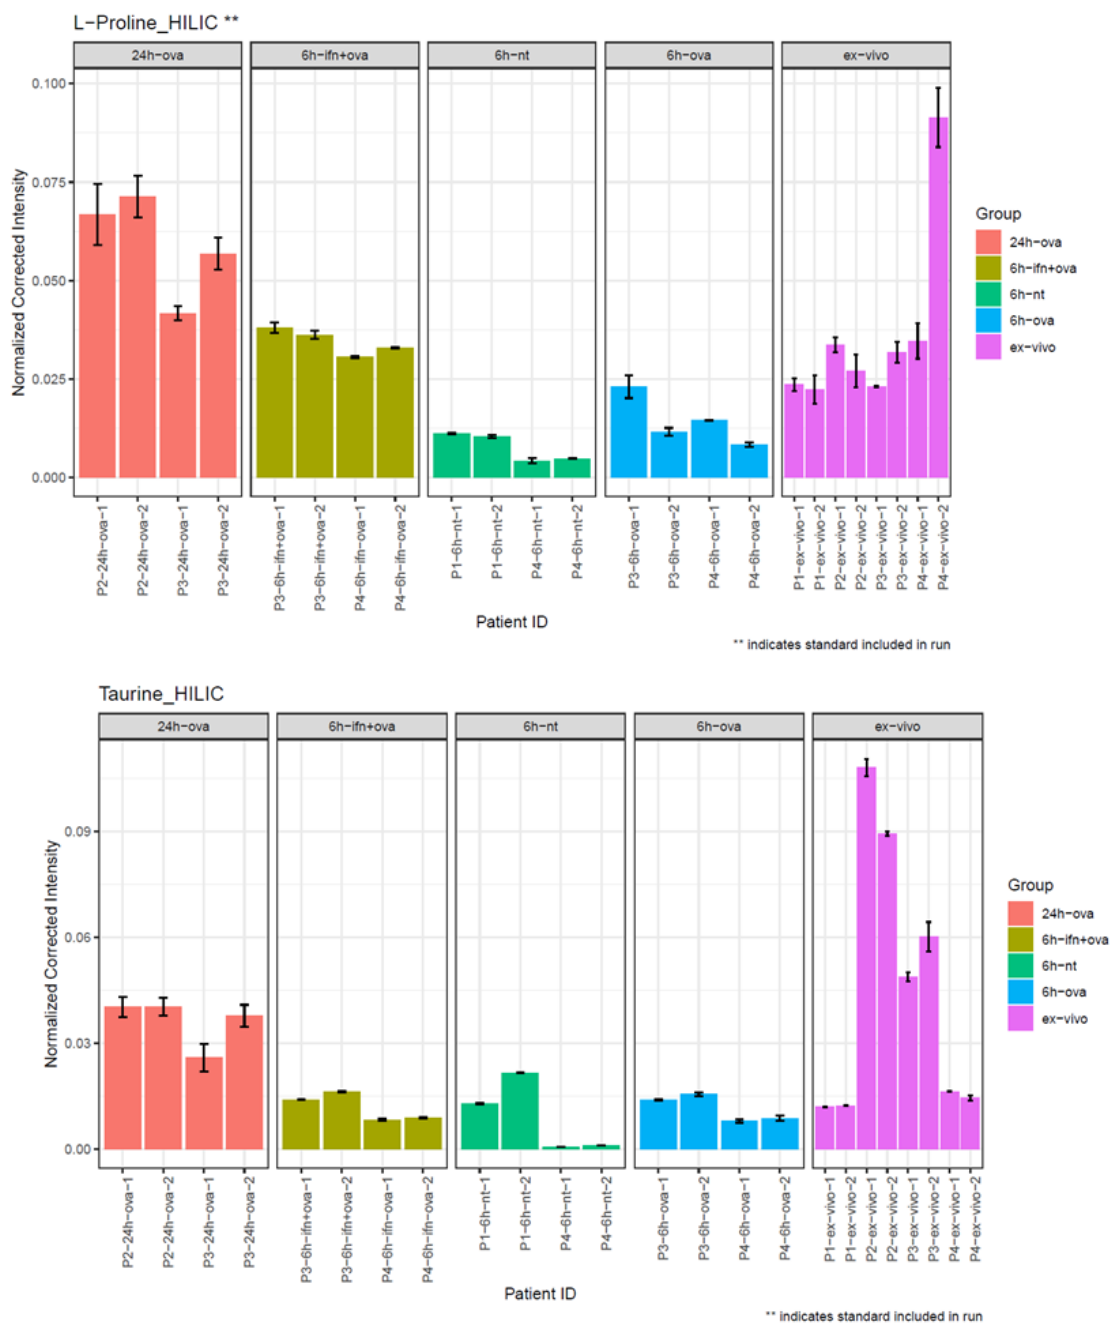 L−Proline_HILIC **
24h−ova
6h−ifn+ova
6h−nt
6h−ova
ex−vivo
Normalized Corrected Intensity
0.100
0.075
0.050
0.025
0.000
P2−24h−ova−1
P2−24h−ova−2
P3−24h−ova−1
P3−24h−ova−2
P3−6h−ifn+ova−1
P3−6h−ifn+ova−2
P4−6h−ifn+ova−1
P4−6h−ifn−ova−2
P1−6h−nt−1
P1−6h−nt−2
P4−6h−nt−1
P4−6h−nt−2
P3−6h−ova−1
P3−6h−ova−2
P4−6h−ova−1
P4−6h−ova−2
P1−ex−vivo−1
P1−ex−vivo−2
P2−ex−vivo−1
P2−ex−vivo−2
P3−ex−vivo−1
P3−ex−vivo−2
P4−ex−vivo−1
P4−ex−vivo−2
Patient ID
Group
24h−ova
6h−ifn+ova
6h−nt
6h−ova
ex−vivo
** indicates standard included in run
Taurine_HILIC
24h−ova
6h−ifn+ova
6h−nt
6h−ova
ex−vivo
Normalized Corrected Intensity
0.09
0.06
0.03
0.00
P2−24h−ova−1
P2−24h−ova−2
P3−24h−ova−1
P3−24h−ova−2
P3−6h−ifn+ova−1
P3−6h−ifn+ova−2
P4−6h−ifn+ova−1
P4−6h−ifn−ova−2
P1−6h−nt−1
P1−6h−nt−2
P4−6h−nt−1
P4−6h−nt−2
P3−6h−ova−1
P3−6h−ova−2
P4−6h−ova−1
P4−6h−ova−2
P1−ex−vivo−1
P1−ex−vivo−2
P2−ex−vivo−1
P2−ex−vivo−2
P3−ex−vivo−1
P3−ex−vivo−2
P4−ex−vivo−1
P4−ex−vivo−2
Patient ID
Group
24h−ova
6h−ifn+ova
6h−nt
6h−ova
ex−vivo
** indicates standard included in run